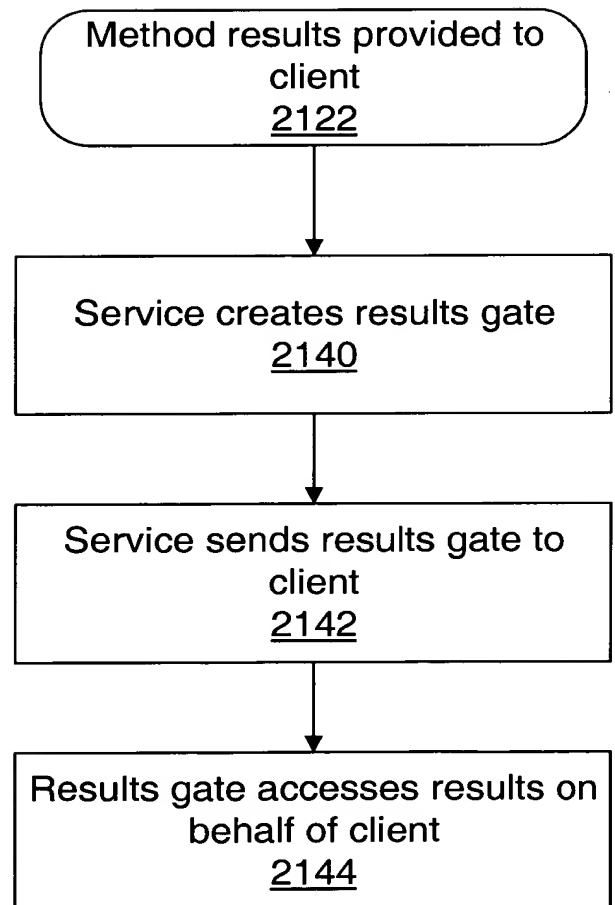 Method results provided to
client
2122
Service creates results gate
2140
Service sends results gate to
client
2142
Results gate accesses results on
behalf of client
2144